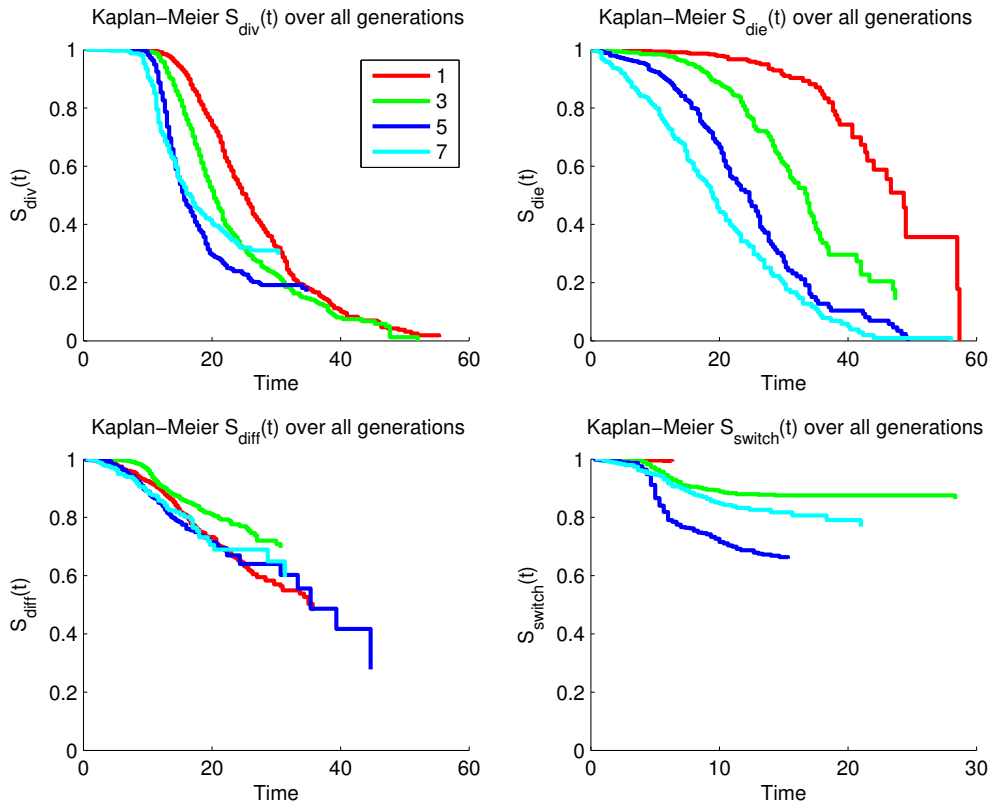 Kaplan−Meier S_div(t) over all generations
1
0.8
0.6
0.4
0.2
0
S_div(t)
0 20 40 60
Time
1
3
5
7
Kaplan−Meier S_die(t) over all generations
1
0.8
0.6
0.4
0.2
0
S_die(t)
0 20 40 60
Time
Kaplan−Meier S_diff(t) over all generations
1
0.8
0.6
0.4
0.2
0
S_diff(t)
0 20 40 60
Time
Kaplan−Meier S_switch(t) over all generations
1
0.8
0.6
0.4
0.2
0
S_switch(t)
0 10 20 30
Time